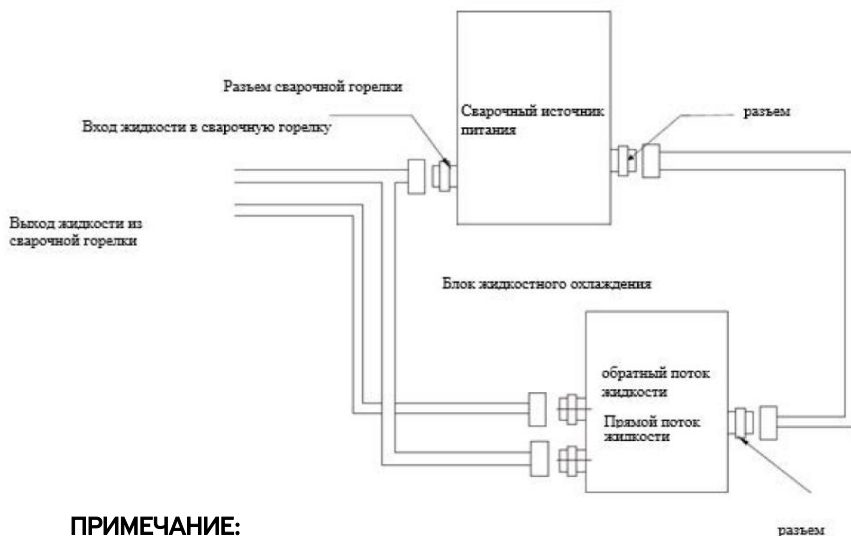 Разъем сварочной горелки
Сварочный источник
питания
разъем
Вход жидкости в сварочную горелку
Выход жидкости из
сварочной горелки
Блок жидкостного охлаждения
обратный поток
жидкости
Прямой поток
жидкости
ПРИМЕЧАНИЕ:
разъем